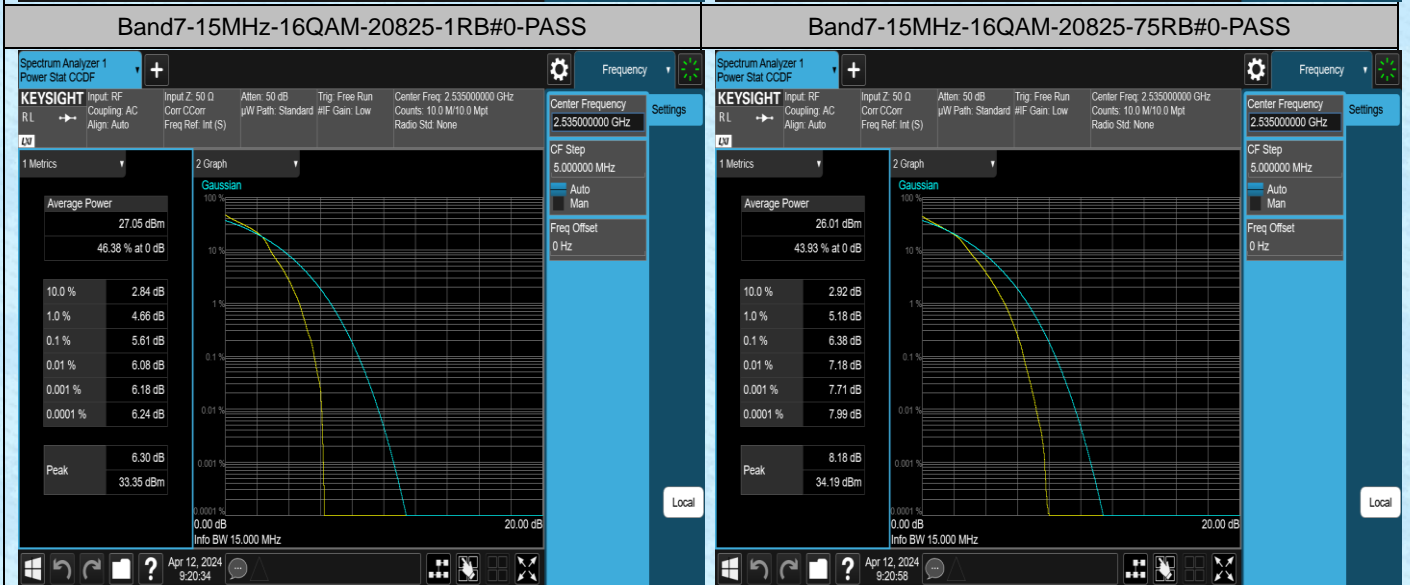 Band7-15MHz-16QAM-20825-1RB#0-PASS
Spectrum Analyzer 1
Power Stat CCDF
+
Frequency
KEYSIGHT
RL
LXI
Input: RF
Coupling: AC
Align: Auto
Input Z: 50 Ω
Corr CCorr
Freq Ref: Int (S)
Atten: 50 dB
µW Path: Standard
Trig: Free Run
#IF Gain: Low
Center Freq: 2.535000000 GHz
Counts: 10.0 M/10.0 Mpt
Radio Std: None
Center Frequency
2.535000000 GHz
Settings
CF Step
5.000000 MHz
Auto
Man
Freq Offset
0 Hz
Local
1 Metrics
Average Power
27.05 dBm
46.38 % at 0 dB
10.0 % 2.84 dB
1.0 % 4.66 dB
0.1 % 5.61 dB
0.01 % 6.08 dB
0.001 % 6.18 dB
0.0001 % 6.24 dB
Peak
6.30 dB
33.35 dBm
2 Graph
Gaussian
100 %
10 %
1 %
0.1 %
0.01 %
0.001 %
0.0001 %
0.00 dB 20.00 dB
Info BW 15.000 MHz
?
Apr 12, 2024
9:20:34
Band7-15MHz-16QAM-20825-75RB#0-PASS
Spectrum Analyzer 1
Power Stat CCDF
+
Frequency
KEYSIGHT
RL
LXI
Input: RF
Coupling: AC
Align: Auto
Input Z: 50 Ω
Corr CCorr
Freq Ref: Int (S)
Atten: 50 dB
µW Path: Standard
Trig: Free Run
#IF Gain: Low
Center Freq: 2.535000000 GHz
Counts: 10.0 M/10.0 Mpt
Radio Std: None
Center Frequency
2.535000000 GHz
Settings
CF Step
5.000000 MHz
Auto
Man
Freq Offset
0 Hz
Local
1 Metrics
Average Power
26.01 dBm
43.93 % at 0 dB
10.0 % 2.92 dB
1.0 % 5.18 dB
0.1 % 6.38 dB
0.01 % 7.18 dB
0.001 % 7.71 dB
0.0001 % 7.99 dB
Peak
8.18 dB
34.19 dBm
2 Graph
Gaussian
100 %
10 %
1 %
0.1 %
0.01 %
0.001 %
0.0001 %
0.00 dB 20.00 dB
Info BW 15.000 MHz
?
Apr 12, 2024
9:20:58